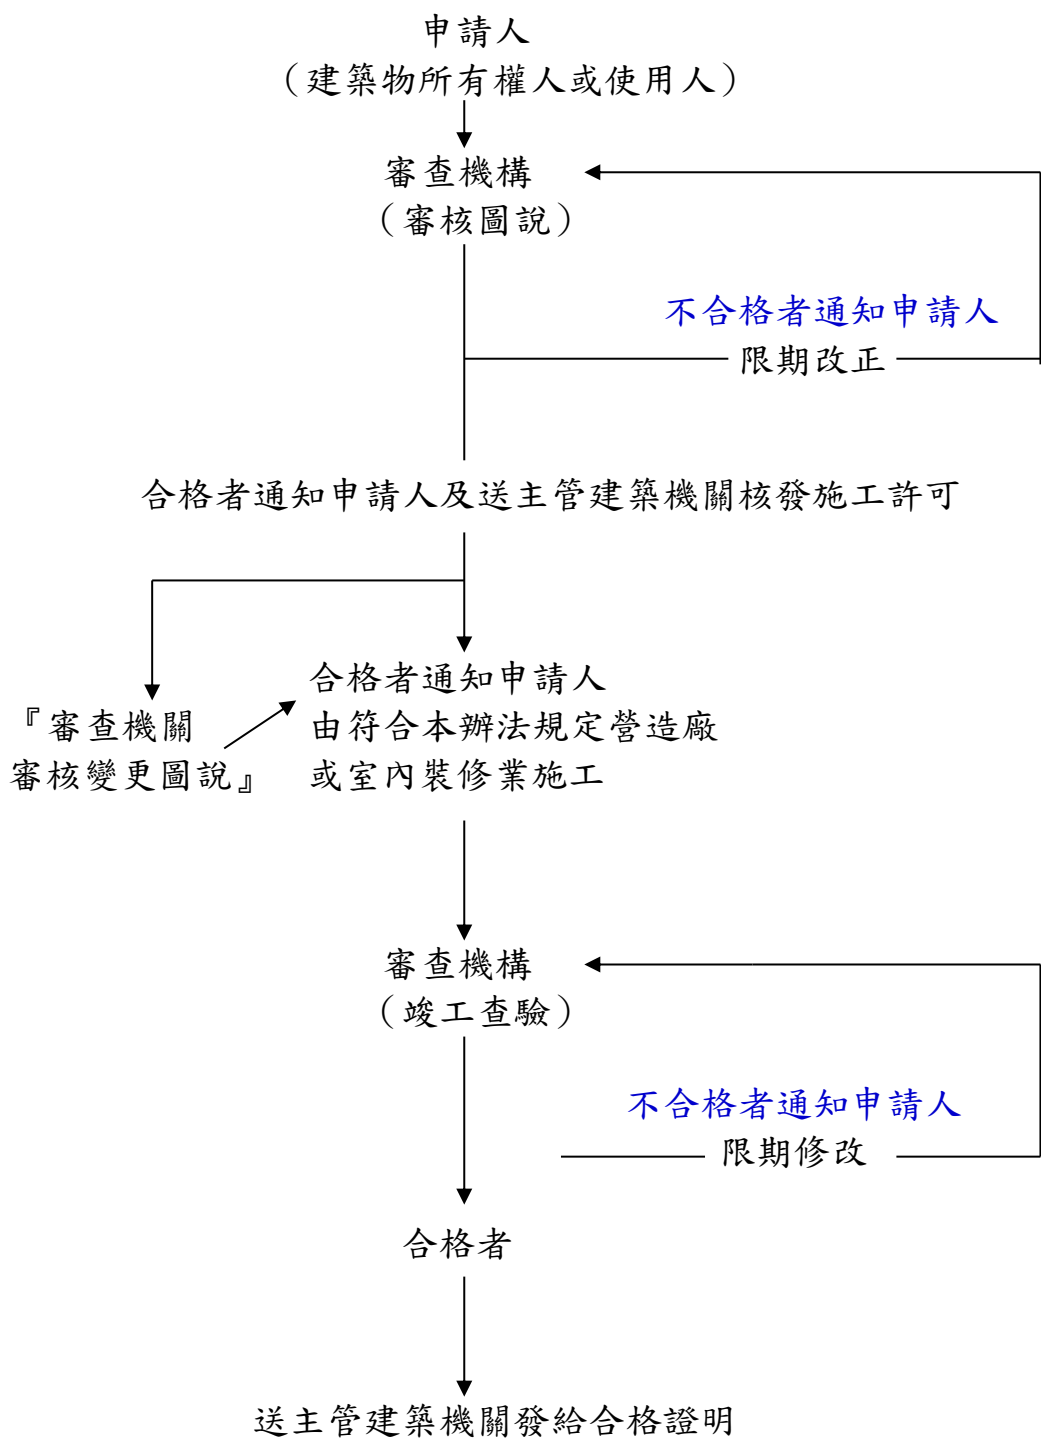 申請人
（建築物所有權人或使用人）
審查機構
（審核圖說）
不合格者通知申請人
限期改正
合格者通知申請人及送主管建築機關核發施工許可
『審查機關
審核變更圖說』
合格者通知申請人
由符合本辦法規定營造廠
或室內裝修業施工
審查機構
（竣工查驗）
不合格者通知申請人
限期修改
合格者
送主管建築機關發給合格證明